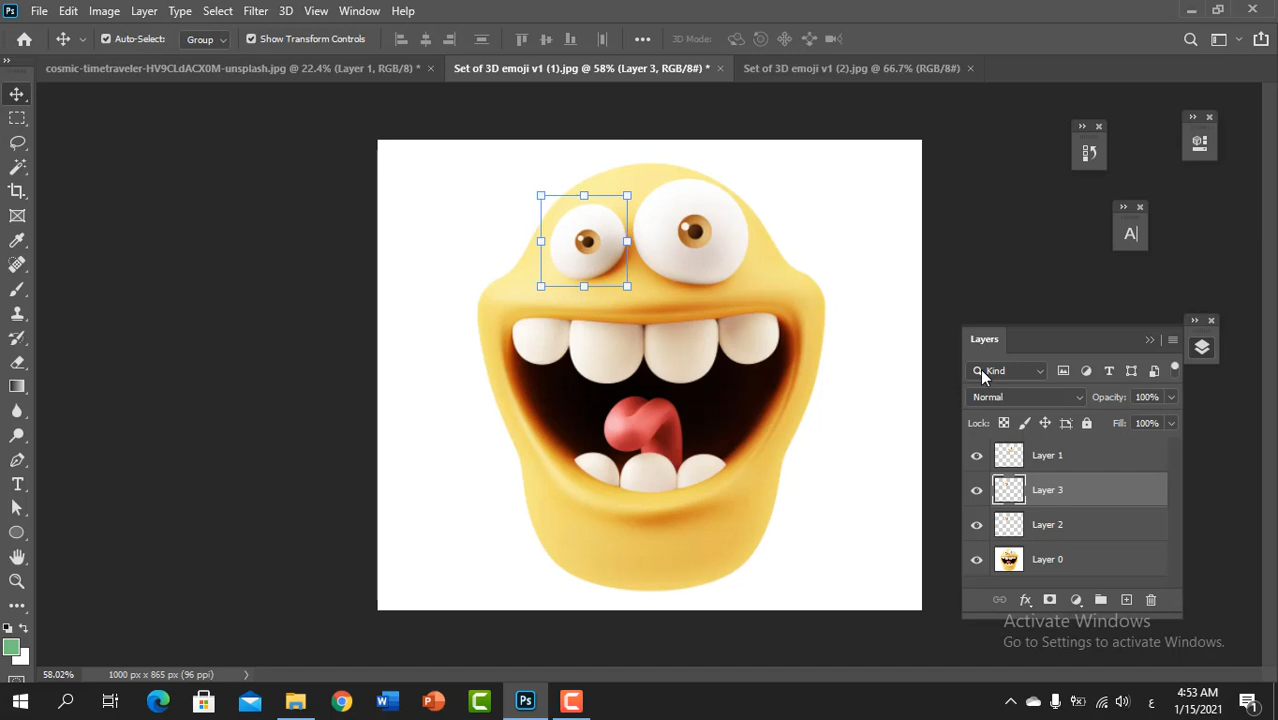 Ps File Edit Image Layer Type Select Filter 3D View Window Help
Auto-Select: Group Show Transform Controls ••• 3D Mode:
cosmic-timetraveler-HV9CLdACX0M-unsplash.jpg @ 22.4% (Layer 1, RGB/8) * × Set of 3D emoji v1 (1).jpg @ 58% (Layer 3, RGB/8#) * × Set of 3D emoji v1 (2).jpg @ 66.7% (RGB/8#) ×
A
Layers
Kind
Normal Opacity: 100%
Lock: Fill: 100%
Layer 1
Layer 3
Layer 2
Layer 0
fx
Activate Windows
Go to Settings to activate Windows.
58.02% 1000 px x 865 px (96 ppi)
Ps
ع
4:53 AM
1/15/2021
1